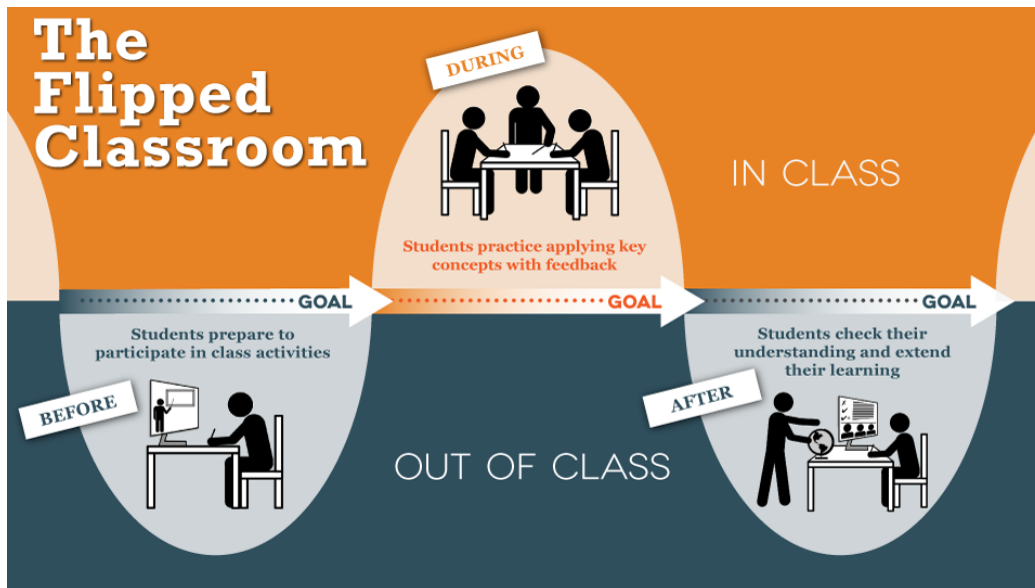 The
Flipped
Classroom
DURING
IN CLASS
Students practice applying key
concepts with feedback
GOAL
GOAL
GOAL
Students prepare to
participate in class activities
BEFORE
OUT OF CLASS
Students check their
understanding and extend
their learning
AFTER